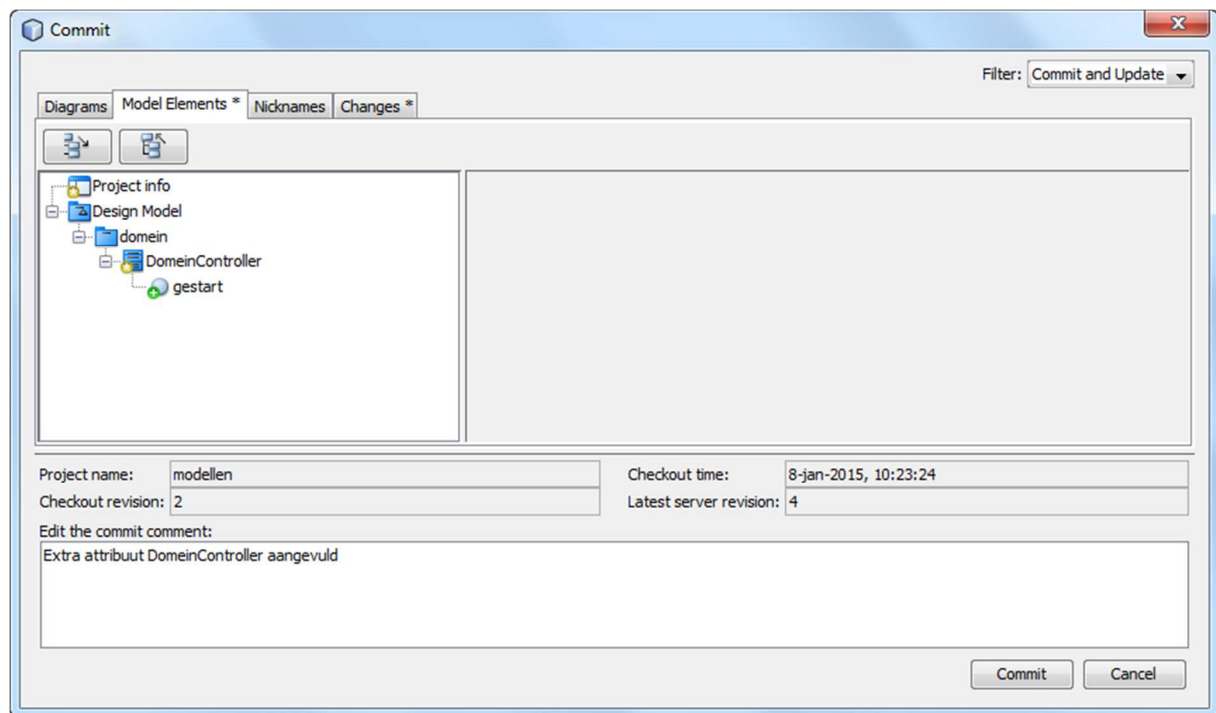 Commit
Filter: Commit and Update
Diagrams Model Elements * Nicknames Changes *
Project info
Design Model
domein
DomeinController
gestart
Project name: modellen Checkout time: 8-jan-2015, 10:23:24
Checkout revision: 2 Latest server revision: 4
Edit the commit comment:
Extra attribuut DomeinController aangevuld
Commit Cancel